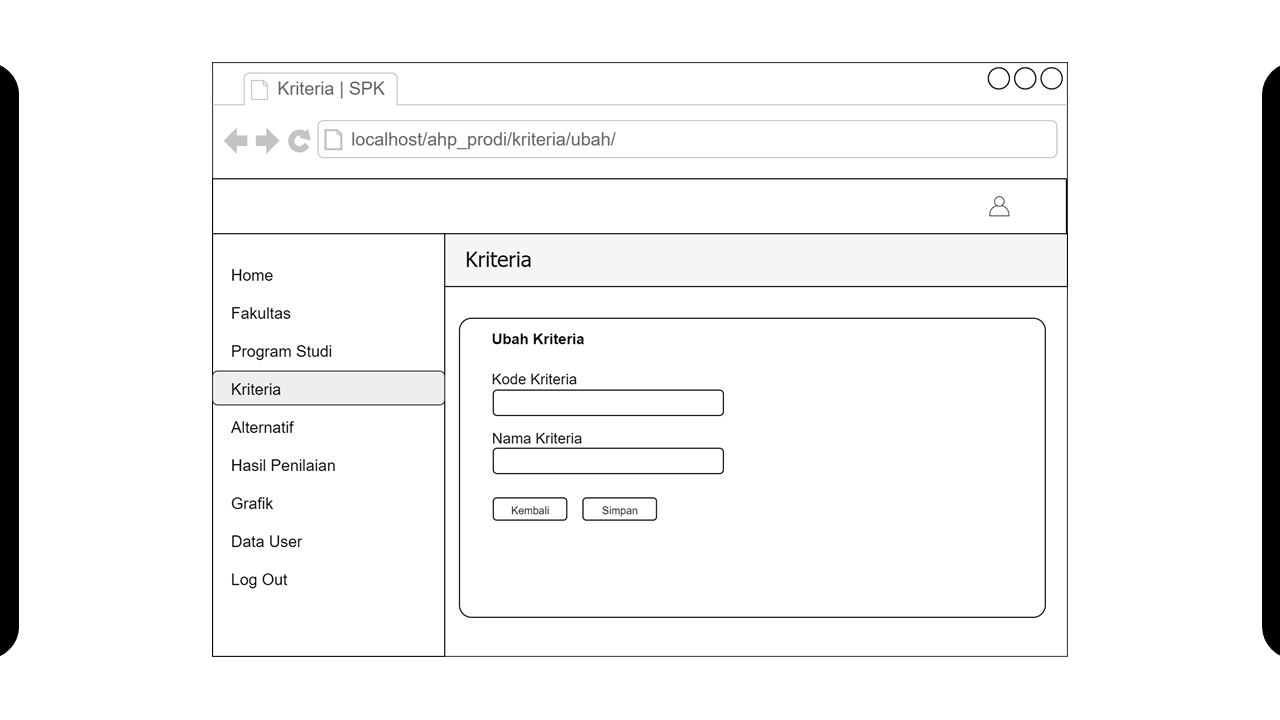 Kriteria | SPK
localhost/ahp_prodi/kriteria/ubah/
Home
Fakultas
Program Studi
Kriteria
Alternatif
Hasil Penilaian
Grafik
Data User
Log Out
Kriteria
Ubah Kriteria
Kode Kriteria
Nama Kriteria
Kembali Simpan